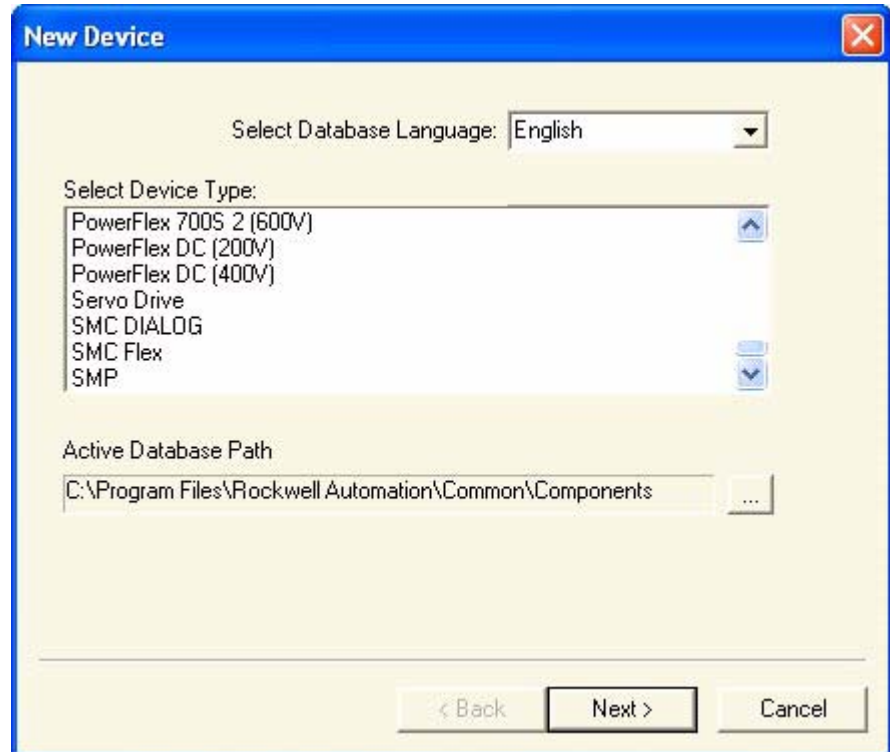 New Device
Select Database Language: English
Select Device Type:
PowerFlex 700S 2 (600V)
PowerFlex DC (200V)
PowerFlex DC (400V)
Servo Drive
SMC DIALOG
SMC Flex
SMP
Active Database Path
C:\Program Files\Rockwell Automation\Common\Components ...
< Back Next > Cancel